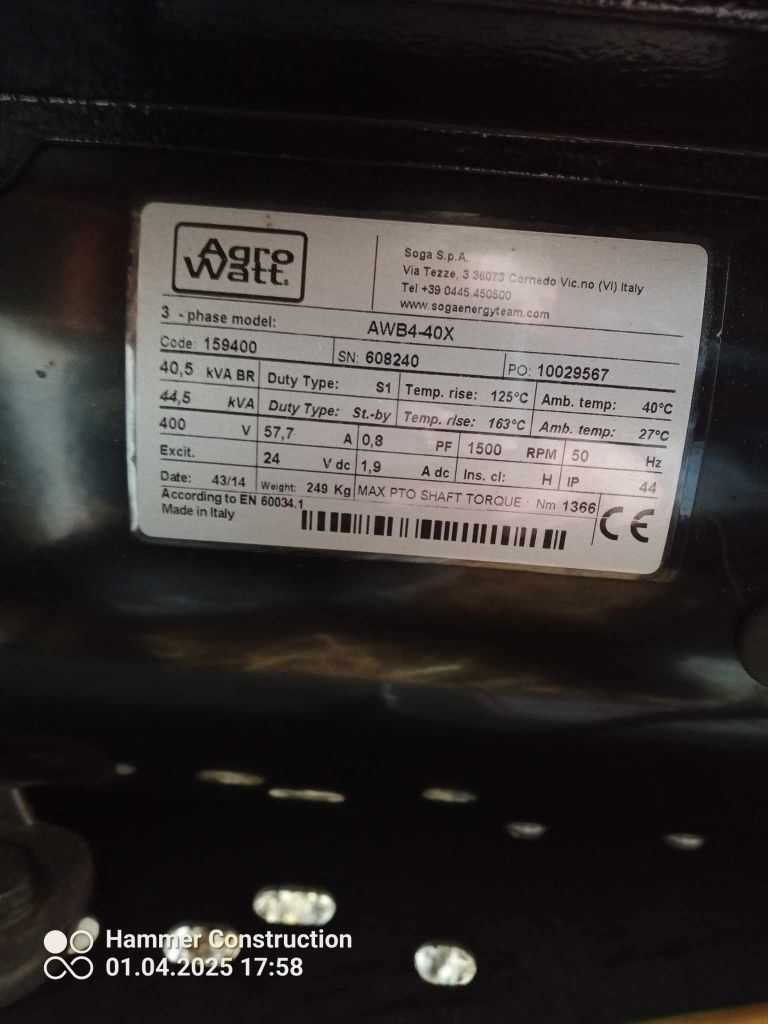 Agro
Watt®
Soga S.p.A.
Via Tezze, 3 36073 Cornedo Vic.no (VI) Italy
Tel +39 0445 450500
www.sogaenergyteam.com
3 - phase model: AWB4-40X
Code: 159400 SN: 608240 PO: 10029567
40,5 kVA BR Duty Type: S1 Temp. rise: 125°C Amb. temp: 40°C
44,5 kVA Duty Type: St.-by Temp. rise: 163°C Amb. temp: 27°C
400 V 57,7 A 0,8 PF 1500 RPM 50 Hz
Excit. 24 V dc 1,9 A dc Ins. cl: H IP 44
Date: 43/14 Weight: 249 Kg MAX PTO SHAFT TORQUE · Nm 1366
According to EN 60034.1
Made in Italy
CE
Hammer Construction
01.04.2025 17:58